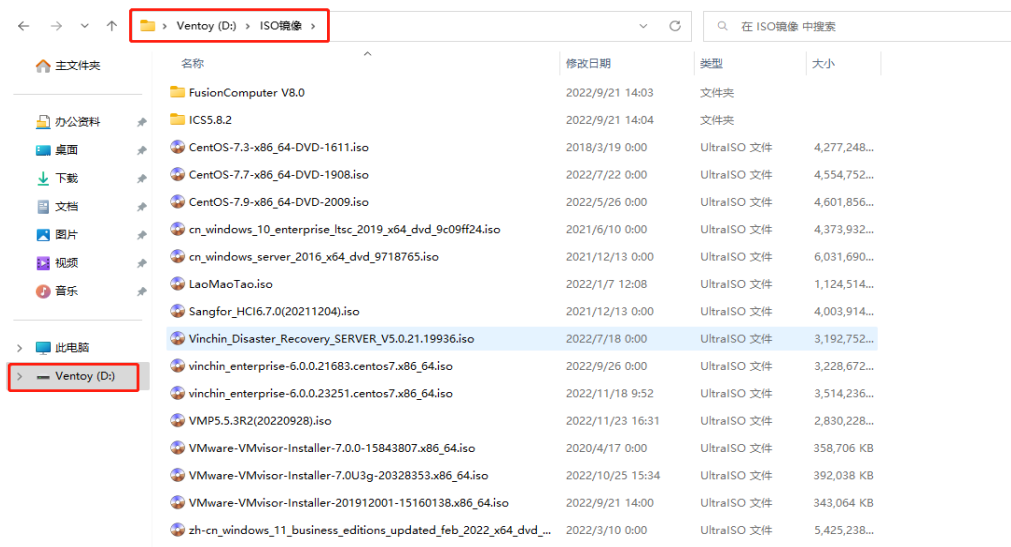 Ventoy (D:) › ISO镜像 ›
在 ISO镜像 中搜索
主文件夹
办公资料
桌面
下载
文档
图片
视频
音乐
此电脑
Ventoy (D:)
名称 修改日期 类型 大小
FusionComputer V8.0 2022/9/21 14:03 文件夹
ICS5.8.2 2022/9/21 14:04 文件夹
CentOS-7.3-x86_64-DVD-1611.iso 2018/3/19 0:00 UltraISO 文件 4,277,248...
CentOS-7.7-x86_64-DVD-1908.iso 2022/7/22 0:00 UltraISO 文件 4,554,752...
CentOS-7.9-x86_64-DVD-2009.iso 2022/5/26 0:00 UltraISO 文件 4,601,856...
cn_windows_10_enterprise_ltsc_2019_x64_dvd_9c09ff24.iso 2021/6/10 0:00 UltraISO 文件 4,373,932...
cn_windows_server_2016_x64_dvd_9718765.iso 2021/12/13 0:00 UltraISO 文件 6,031,690...
LaoMaoTao.iso 2022/1/7 12:08 UltraISO 文件 1,124,514...
Sangfor_HCI6.7.0(20211204).iso 2021/12/13 0:00 UltraISO 文件 4,003,914...
Vinchin_Disaster_Recovery_SERVER_V5.0.21.19936.iso 2022/7/18 0:00 UltraISO 文件 3,192,752...
vinchin_enterprise-6.0.0.21683.centos7.x86_64.iso 2022/9/26 0:00 UltraISO 文件 3,228,672...
vinchin_enterprise-6.0.0.23251.centos7.x86_64.iso 2022/11/18 9:52 UltraISO 文件 3,514,236...
VMP5.5.3R2(20220928).iso 2022/11/23 16:31 UltraISO 文件 2,830,228...
VMware-VMvisor-Installer-7.0.0-15843807.x86_64.iso 2020/4/17 0:00 UltraISO 文件 358,706 KB
VMware-VMvisor-Installer-7.0U3g-20328353.x86_64.iso 2022/10/25 15:34 UltraISO 文件 392,038 KB
VMware-VMvisor-Installer-201912001-15160138.x86_64.iso 2022/9/21 14:00 UltraISO 文件 343,064 KB
zh-cn_windows_11_business_editions_updated_feb_2022_x64_dvd_... 2022/3/10 0:00 UltraISO 文件 5,425,238...